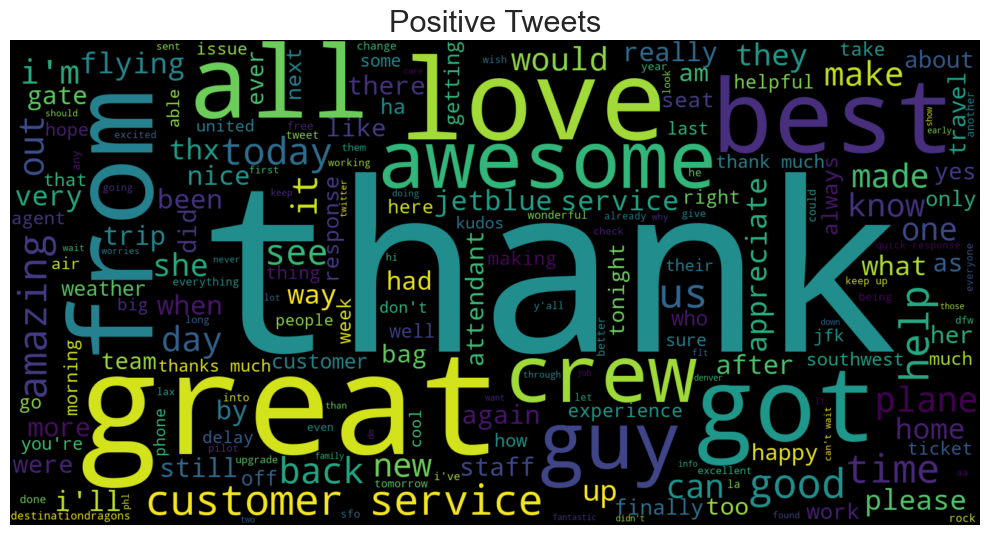 Positive Tweets
sent issue change
i'm flying all ever next some there love getting would really they take about
gate able ha am helpful make
should hope excited united like seat best show early travel another
out thx today tweet free them last look
that any nice awesome he thank much yes
very going been it working first twitter keep doing here jetblue service right always made only
agent from did response wonderful already why give could know
trip see kudos check appreciate one
wait air she never thank hi making their quick response what as
worries everything thing had attendant us tonight keep up everyone
amazing weather way don't y'all being those
big when lot people week well who jfk dfw her
long better sure down help
day bag flt
team customer crew after southwest much
morning thanks much through job denver got
go into great want let plane
more lax than again experience
you're phone by even cool how guy home
were delay pilot family new staff happy can't wait ticket
still off upgrade back tomorrow i've info excellent time
done i'll phl customer service up can la good please
destinationdragons two sfo fantastic didn't finally too found work rock